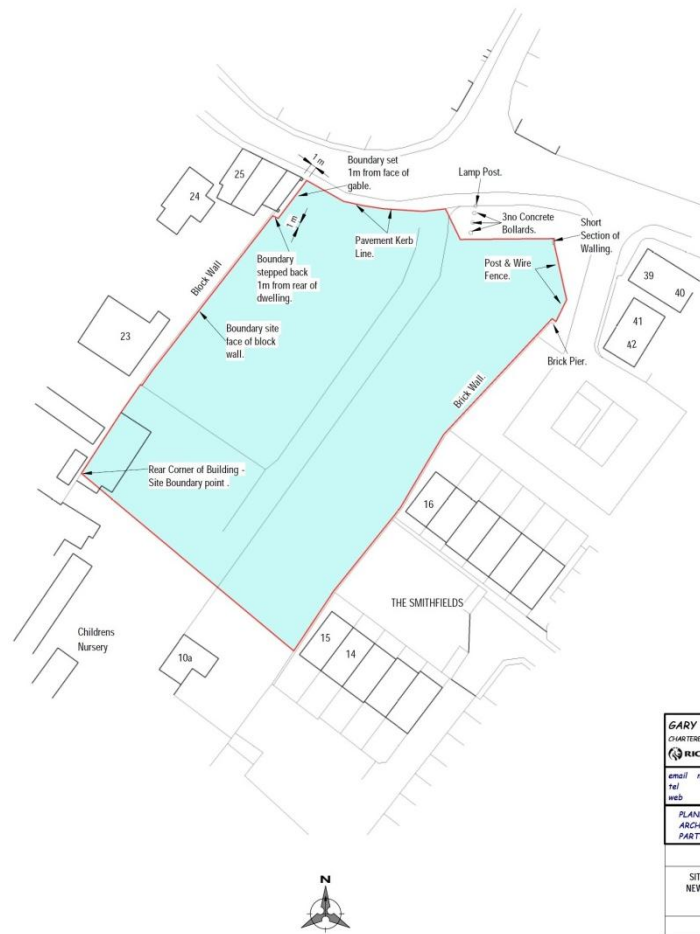 1 m
Boundary set
1m from face of
gable.
25
24
1 m
Lamp Post.
3no Concrete
Bollards.
Short
Section of
Walling.
Pavement Kerb
Line.
Post & Wire
Fence.
Boundary
stepped back
1m from rear of
dwelling.
Block Wall
39
40
41
42
Boundary site
face of block
wall.
23
Brick Pier.
Brick Wall.
Rear Corner of Building -
Site Boundary point .
16
THE SMITHFIELDS
Childrens
Nursery
10a
15
14
GARY
CHARTERE
RIC
email
tel
web
PLAN
ARCH
PART
SIT
NEW
N